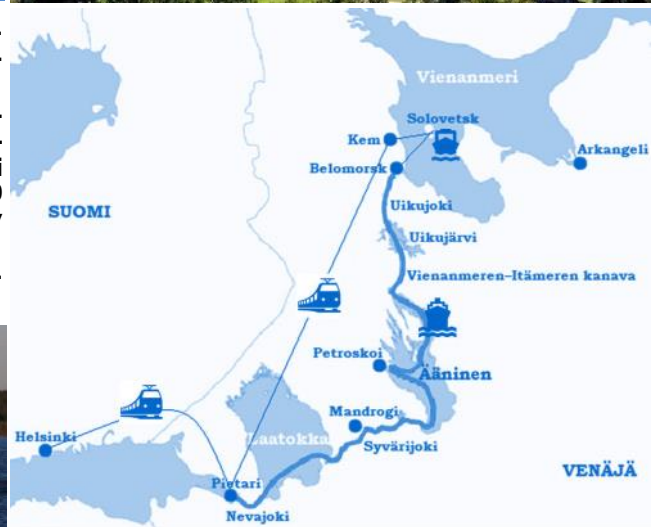 Vienanmeri
Solovetsk
Kem
Arkangeli
Belomorsk
SUOMI
Uikujoki
Uikujärvi
Vienanmeren–Itämeren kanava
Petroskoi
Ääninen
Mandrogi
Helsinki
Laatokka
Syvärijoki
VENÄJÄ
Pietari
Nevajoki